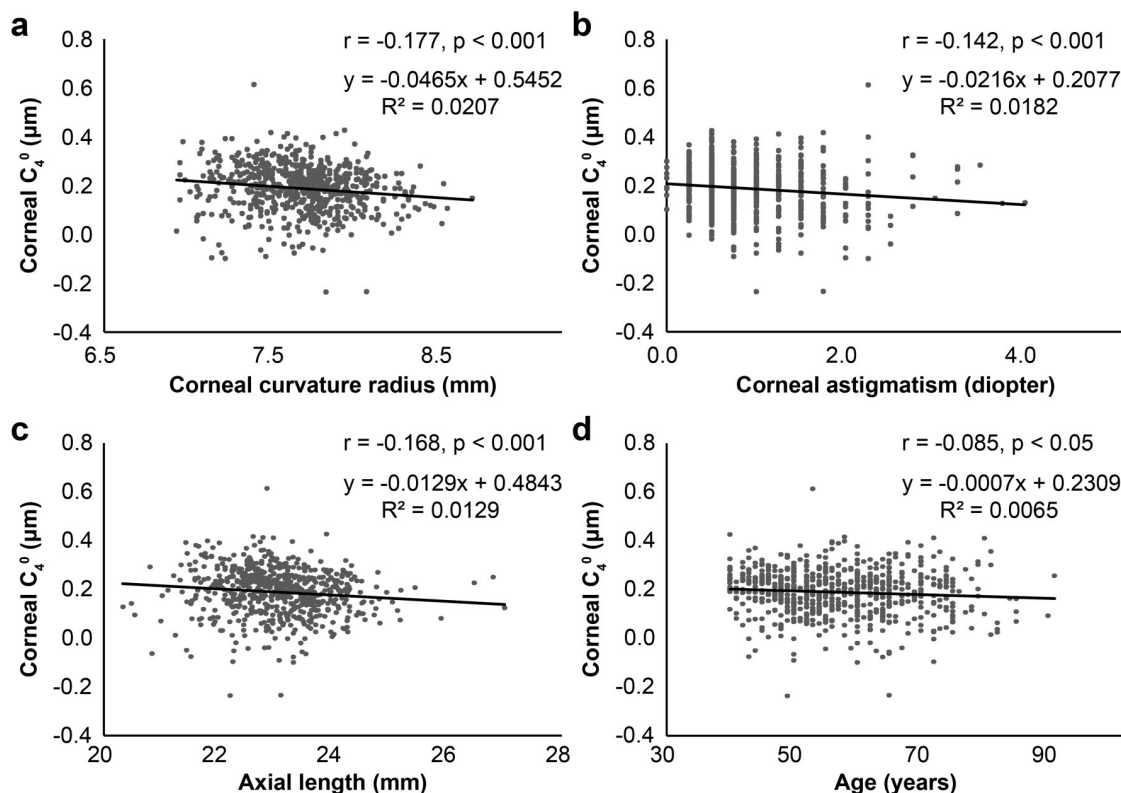 a
r = -0.177, p < 0.001
y = -0.0465x + 0.5452
R² = 0.0207
0.8
0.6
0.4
0.2
0.0
-0.2
-0.4
Corneal C₄⁰ (µm)
6.5 7.5 8.5
Corneal curvature radius (mm)
b
r = -0.142, p < 0.001
y = -0.0216x + 0.2077
R² = 0.0182
0.8
0.6
0.4
0.2
0.0
-0.2
-0.4
Corneal C₄⁰ (µm)
0.0 2.0 4.0
Corneal astigmatism (diopter)
c
r = -0.168, p < 0.001
y = -0.0129x + 0.4843
R² = 0.0129
0.8
0.6
0.4
0.2
0.0
-0.2
-0.4
Corneal C₄⁰ (µm)
20 22 24 26 28
Axial length (mm)
d
r = -0.085, p < 0.05
y = -0.0007x + 0.2309
R² = 0.0065
0.8
0.6
0.4
0.2
0.0
-0.2
-0.4
Corneal C₄⁰ (µm)
30 50 70 90
Age (years)